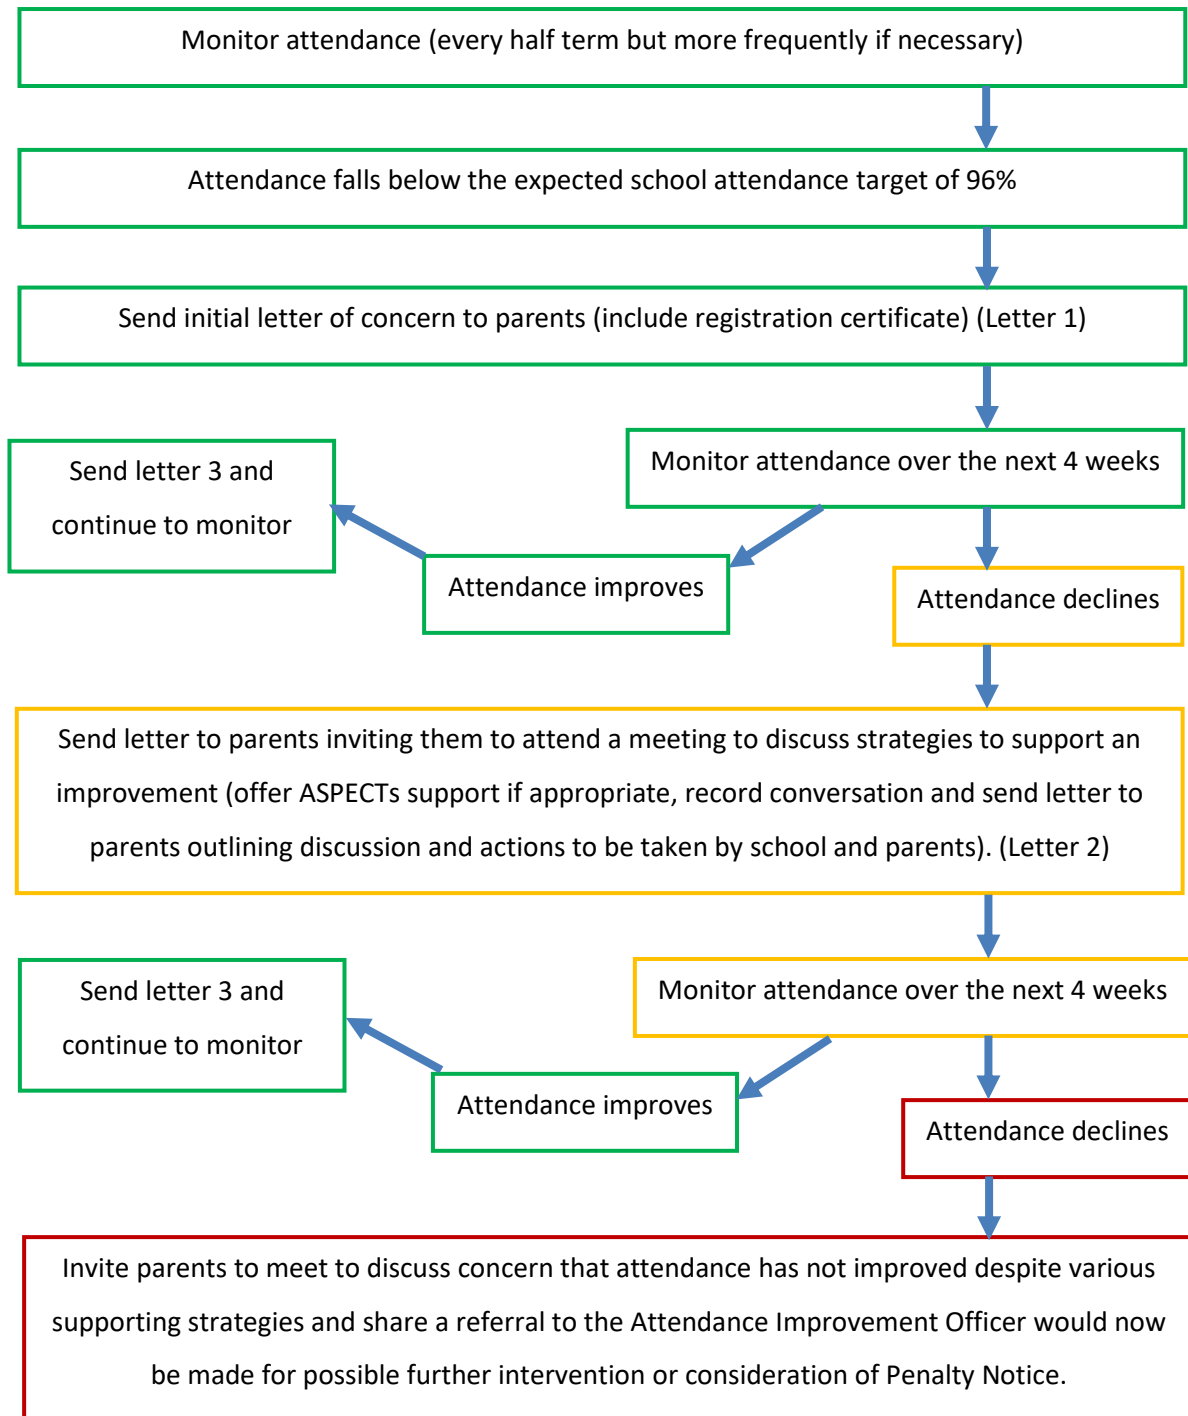 Monitor attendance (every half term but more frequently if necessary)
Attendance falls below the expected school attendance target of 96%
Send initial letter of concern to parents (include registration certificate) (Letter 1)
Monitor attendance over the next 4 weeks
Send letter 3 and
continue to monitor
Attendance improves
Attendance declines
Send letter to parents inviting them to attend a meeting to discuss strategies to support an
improvement (offer ASPECTs support if appropriate, record conversation and send letter to
parents outlining discussion and actions to be taken by school and parents). (Letter 2)
Monitor attendance over the next 4 weeks
Send letter 3 and
continue to monitor
Attendance improves
Attendance declines
Invite parents to meet to discuss concern that attendance has not improved despite various
supporting strategies and share a referral to the Attendance Improvement Officer would now
be made for possible further intervention or consideration of Penalty Notice.